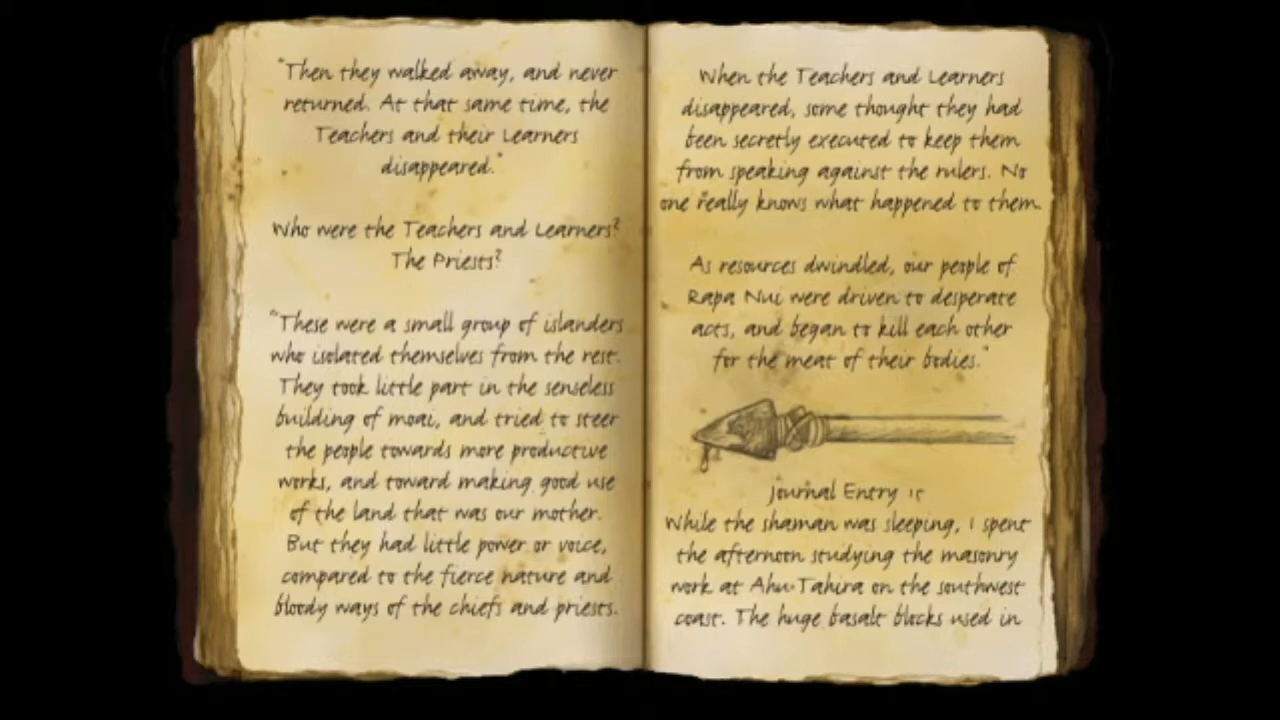 "Then they walked away, and never
returned. At that same time, the
Teachers and their Learners
disappeared."
Who were the Teachers and Learners?
The Priests?
"These were a small group of islanders
who isolated themselves from the rest.
They took little part in the senseless
building of moai, and tried to steer
the people towards more productive
works, and toward making good use
of the land that was our mother.
But they had little power or voice,
compared to the fierce nature and
bloody ways of the chiefs and priests.
When the Teachers and Learners
disappeared, some thought they had
been secretly executed to keep them
from speaking against the rulers. No
one really knows what happened to them.
As resources dwindled, our people of
Rapa Nui were driven to desperate
acts, and began to kill each other
for the meat of their bodies."
Journal Entry
While the shaman was sleeping, I spent
the afternoon studying the masonry
work at Ahu-Tahira on the southwest
coast. The huge basalt blocks used in